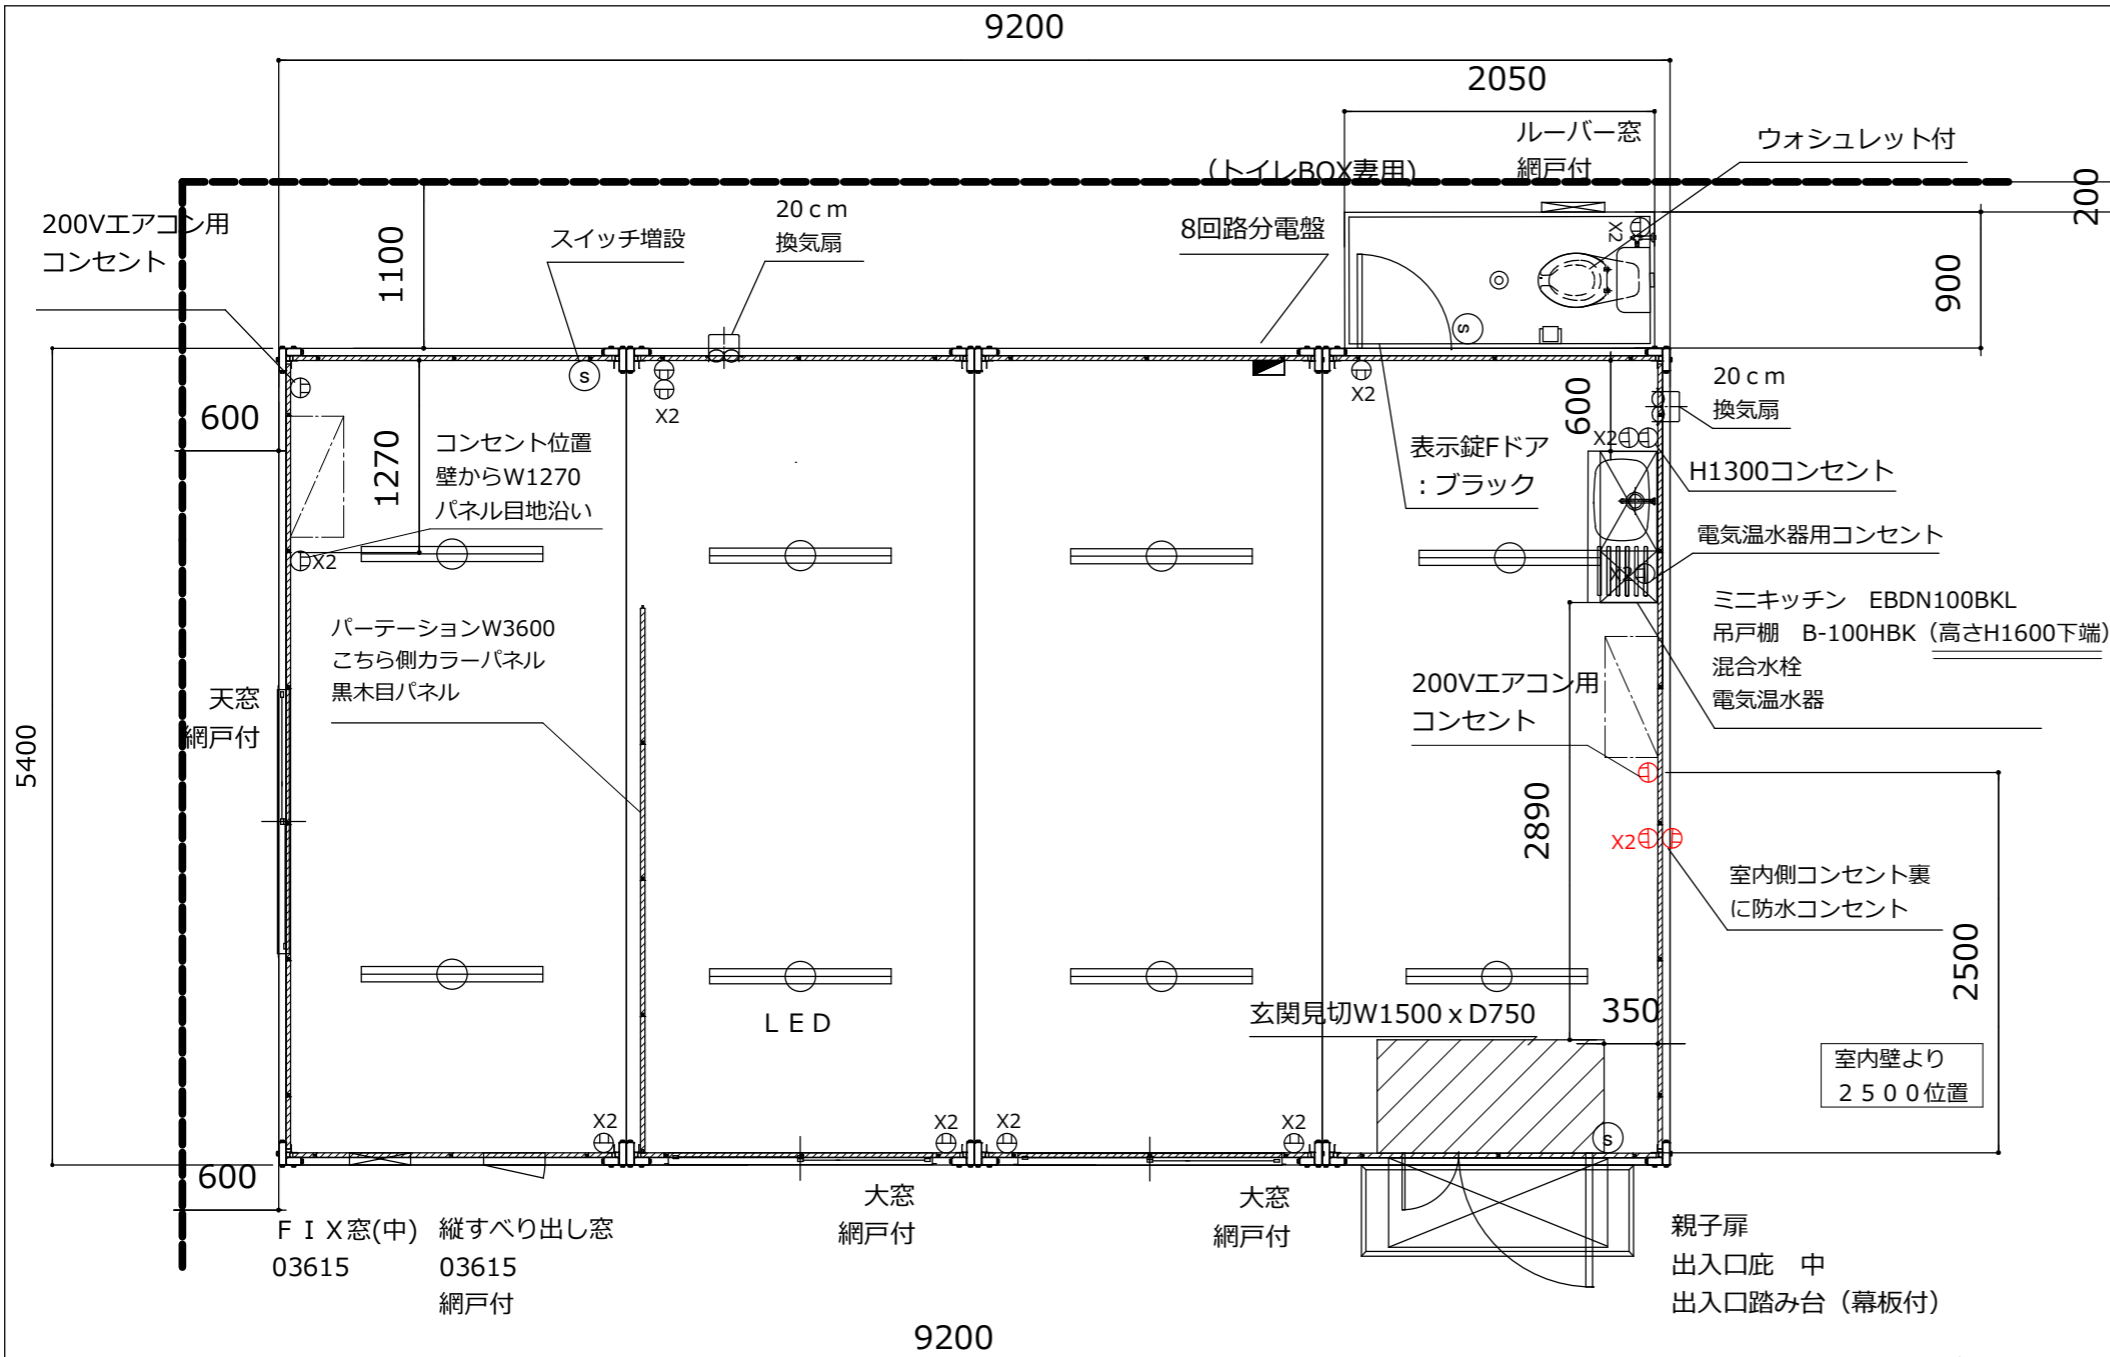 9200
2050
ルーバー窓
網戸付
ウォシュレット付
(トイレBOX妻用)
200
200Vエアコン用
コンセント
1100
スイッチ増設
20ｃｍ
換気扇
8回路分電盤
X2
900
S
S
X2
X2
600
1270
コンセント位置
壁からW1270
パネル目地沿い
X2
表示錠Fドア
：ブラック
600
20ｃｍ
換気扇
X2
H1300コンセント
電気温水器用コンセント
X2
ミニキッチン　EBDN100BKL
吊戸棚　B-100HBK（高さH1600下端）
混合水栓
電気温水器
パーテーションW3600
こちら側カラーパネル
黒木目パネル
天窓
網戸付
5400
200Vエアコン用
コンセント
2890
X2
室内側コンセント裏
に防水コンセント
2500
ＬＥＤ
玄関見切W1500ｘD750
350
室内壁より
２５００位置
X2
X2
X2
X2
S
600
ＦＩＸ窓(中)
03615
縦すべり出し窓
03615
網戸付
大窓
網戸付
大窓
網戸付
親子扉
出入口庇　中
出入口踏み台（幕板付）
9200